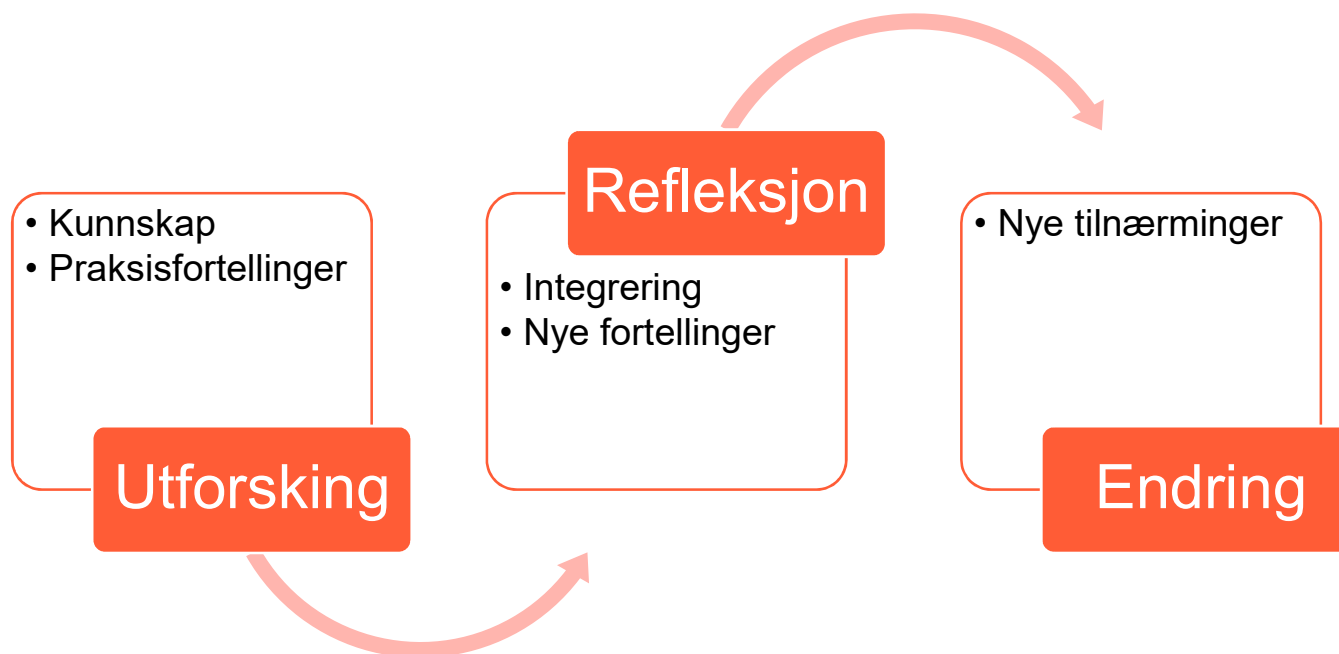 • Kunnskap
• Praksisfortellinger
Utforsking
Refleksjon
• Integrering
• Nye fortellinger
• Nye tilnærminger
Endring